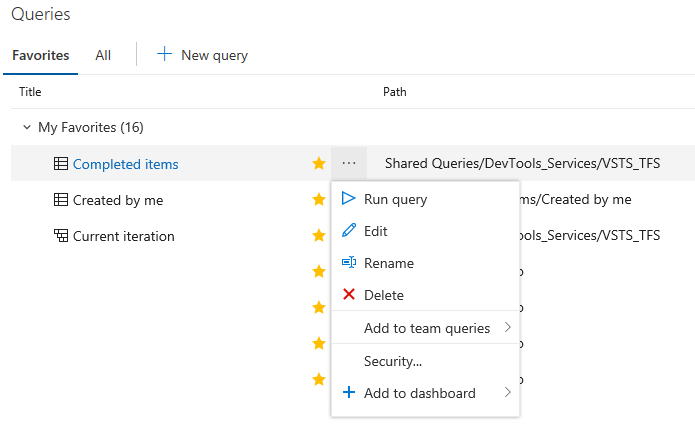 Queries
Favorites All New query
Title Path
My Favorites (16)
Completed items ... Shared Queries/DevTools_Services/VSTS_TFS
Created by me Run query ms/Created by me
Current iteration Edit ols_Services/VSTS_TFS
Rename
Delete
Add to team queries
Security...
Add to dashboard